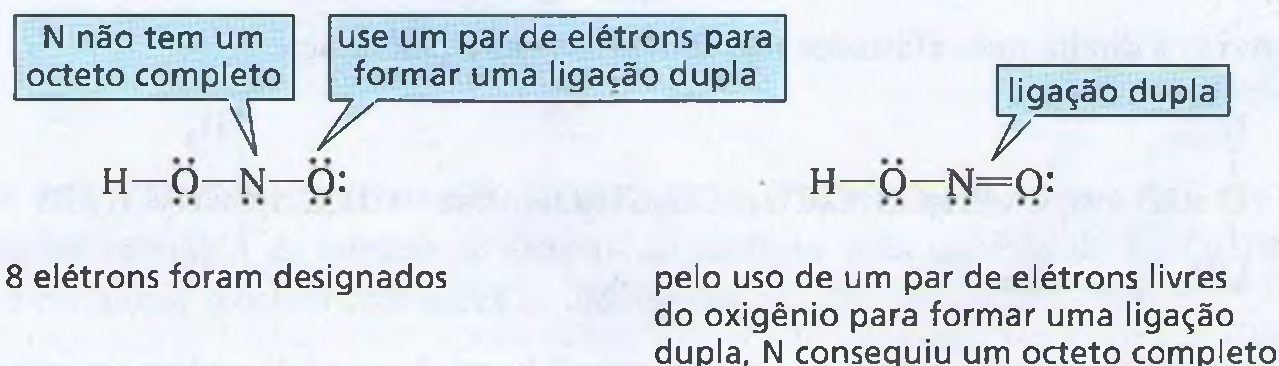 N não tem um
octeto completo
use um par de elétrons para
formar uma ligação dupla
ligação dupla
H—Ö—N—Ö:
H—Ö—N=O:
8 elétrons foram designados
pelo uso de um par de elétrons livres
do oxigênio para formar uma ligação
dupla, N conseguiu um octeto completo